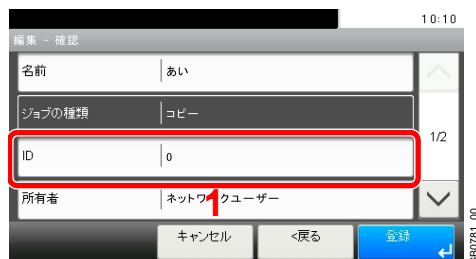 10:10
編集 - 確認
名前 あい
ジョブの種類 コピー
1/2
ID 0
所有者 ネットワークユーザー
1
キャンセル <戻る 登録